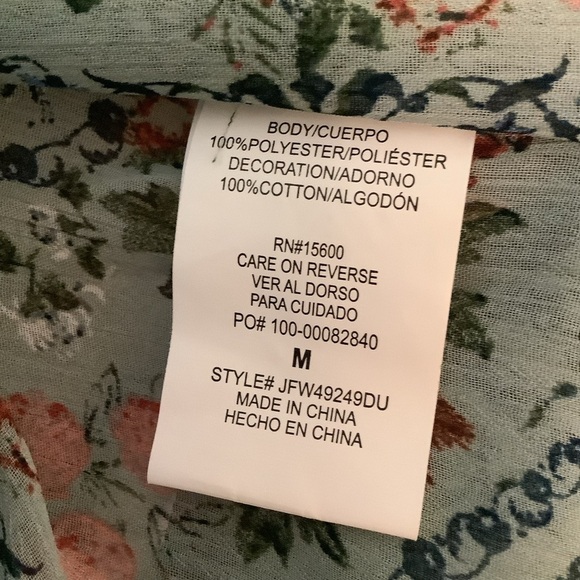 BODY/CUERPO
100%POLYESTER/POLIÉSTER
DECORATION/ADORNO
100%COTTON/ALGODÓN
RN#15600
CARE ON REVERSE
VER AL DORSO
PARA CUIDADO
PO# 100-00082840
M
STYLE# JFW49249DU
MADE IN CHINA
HECHO EN CHINA